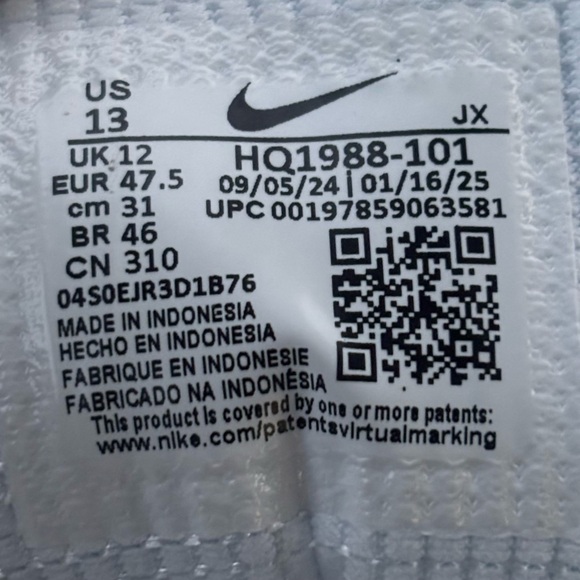 US
13
JX
UK 12
HQ1988-101
EUR 47.5
09/05/24 | 01/16/25
cm 31
UPC 00197859063581
BR 46
CN 310
04S0EJR3D1B76
MADE IN INDONESIA
HECHO EN INDONESIA
FABRIQUE EN INDONESIE
FABRICADO NA INDONÉSIA
This product is covered by one or more patents:
www.nike.com/patentsvirtualmarking